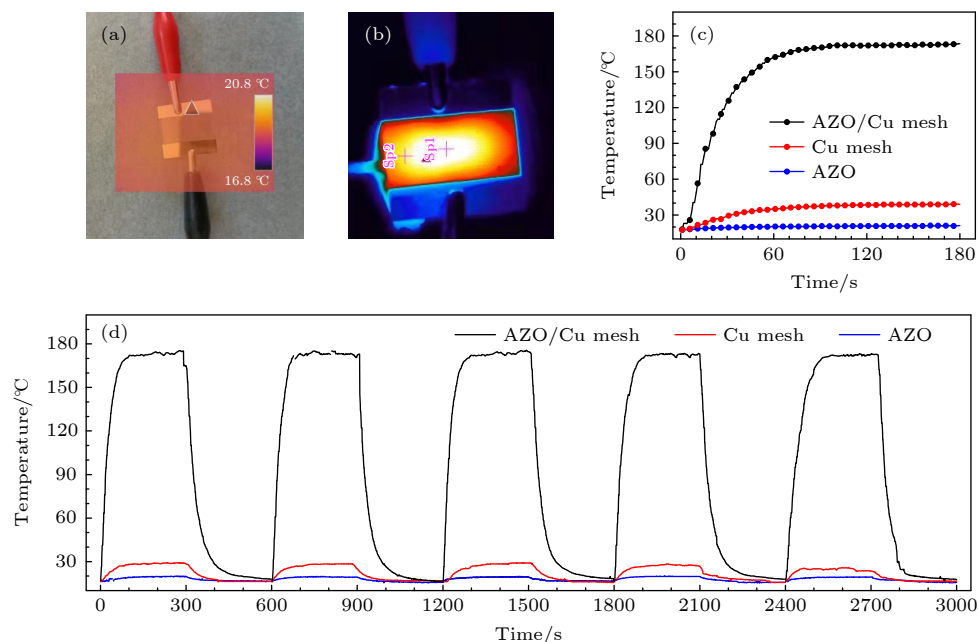 (a)
20.8 ℃
16.8 ℃
(b)
Sp2
Sp1
(c)
Temperature/℃
180
150
120
90
60
30
AZO/Cu mesh
Cu mesh
AZO
0
60
120
180
Time/s
(d)
AZO/Cu mesh
Cu mesh
AZO
Temperature/℃
180
150
120
90
60
30
0
300
600
900
1200
1500
1800
2100
2400
2700
3000
Time/s